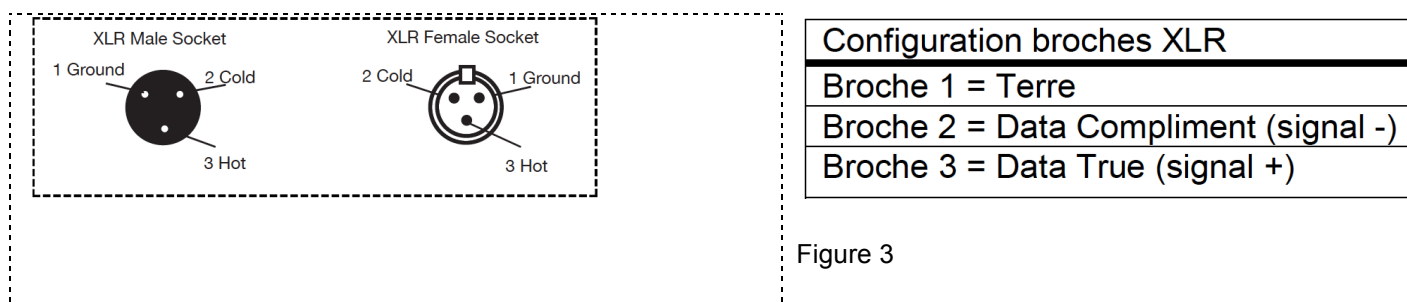 XLR Male Socket
1 Ground
2 Cold
3 Hot
XLR Female Socket
2 Cold
1 Ground
3 Hot
Configuration broches XLR
Broche 1 = Terre
Broche 2 = Data Compliment (signal -)
Broche 3 = Data True (signal +)
Figure 3